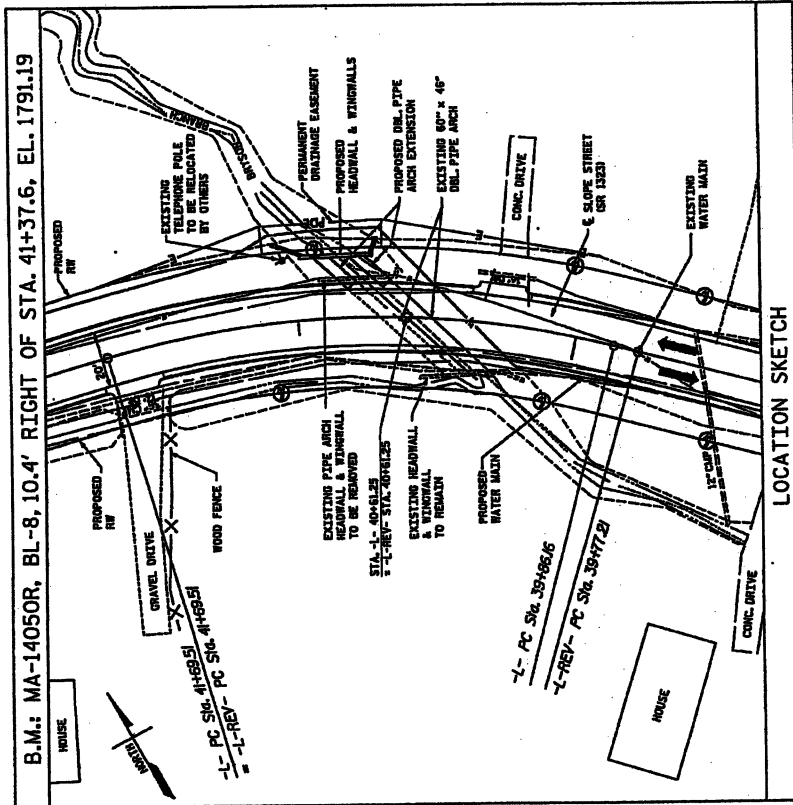 B.M.: MA-14050R, BL-8, 10.4' RIGHT OF STA. 41+37.6, EL. 1791.19
HOUSE
NORTH
-L- PC Sta. 41+69.51
= -L-REV- PC Sta. 41+69.51
GRAVEL DRIVE
WOOD FENCE
PROPOSED
RW
20'
PROPOSED
RW
BRYSON
BRANCH
EXISTING
TELEPHONE POLE
TO BE RELOCATED
BY OTHERS
PERMANENT
DRAINAGE EASEMENT
PROPOSED
HEADWALL & WINGWALLS
PROPOSED DBL. PIPE
ARCH EXTENSION
EXISTING 60" x 46"
DBL. PIPE ARCH
EXISTING PIPE ARCH
HEADWALL & WINGWALL
TO BE REMOVED
STA. -L- 40+61.25
= -L-REV- STA. 40+61.25
EXISTING HEADWALL
& WINGWALL
TO REMAIN
PROPOSED
WATER MAIN
CONC. DRIVE
℄ SLOPE STREET
(SR 1323)
EXISTING
WATER MAIN
-L- PC Sta. 39+86.16
-L-REV- PC Sta. 39+77.21
12" CMP
HOUSE
CONC. DRIVE
LOCATION SKETCH